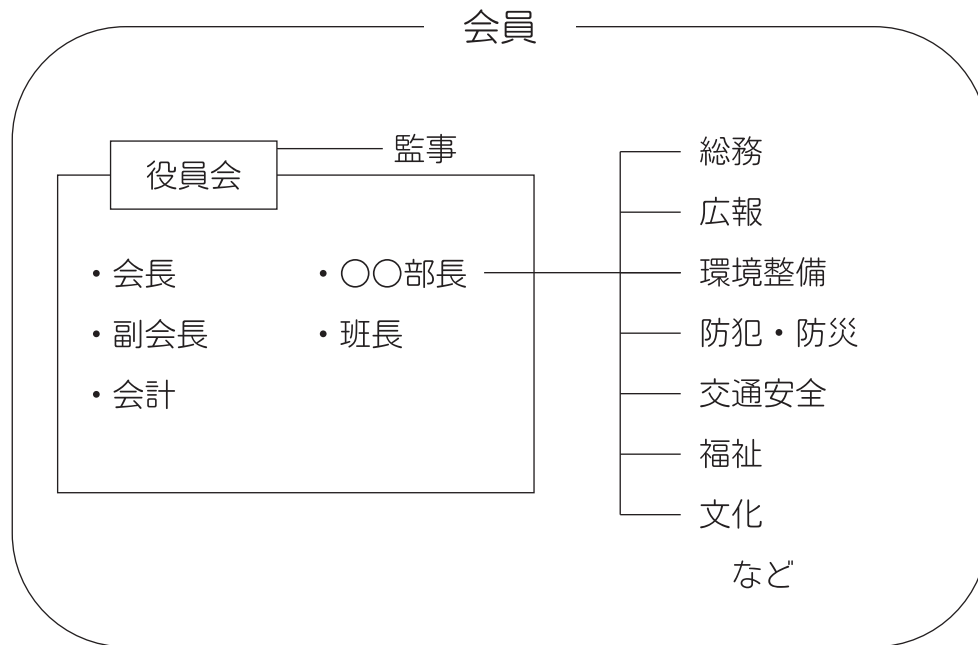 会員
役員会
監事
・会長
・副会長
・会計
・〇〇部長
・班長
総務
広報
環境整備
防犯・防災
交通安全
福祉
文化
など